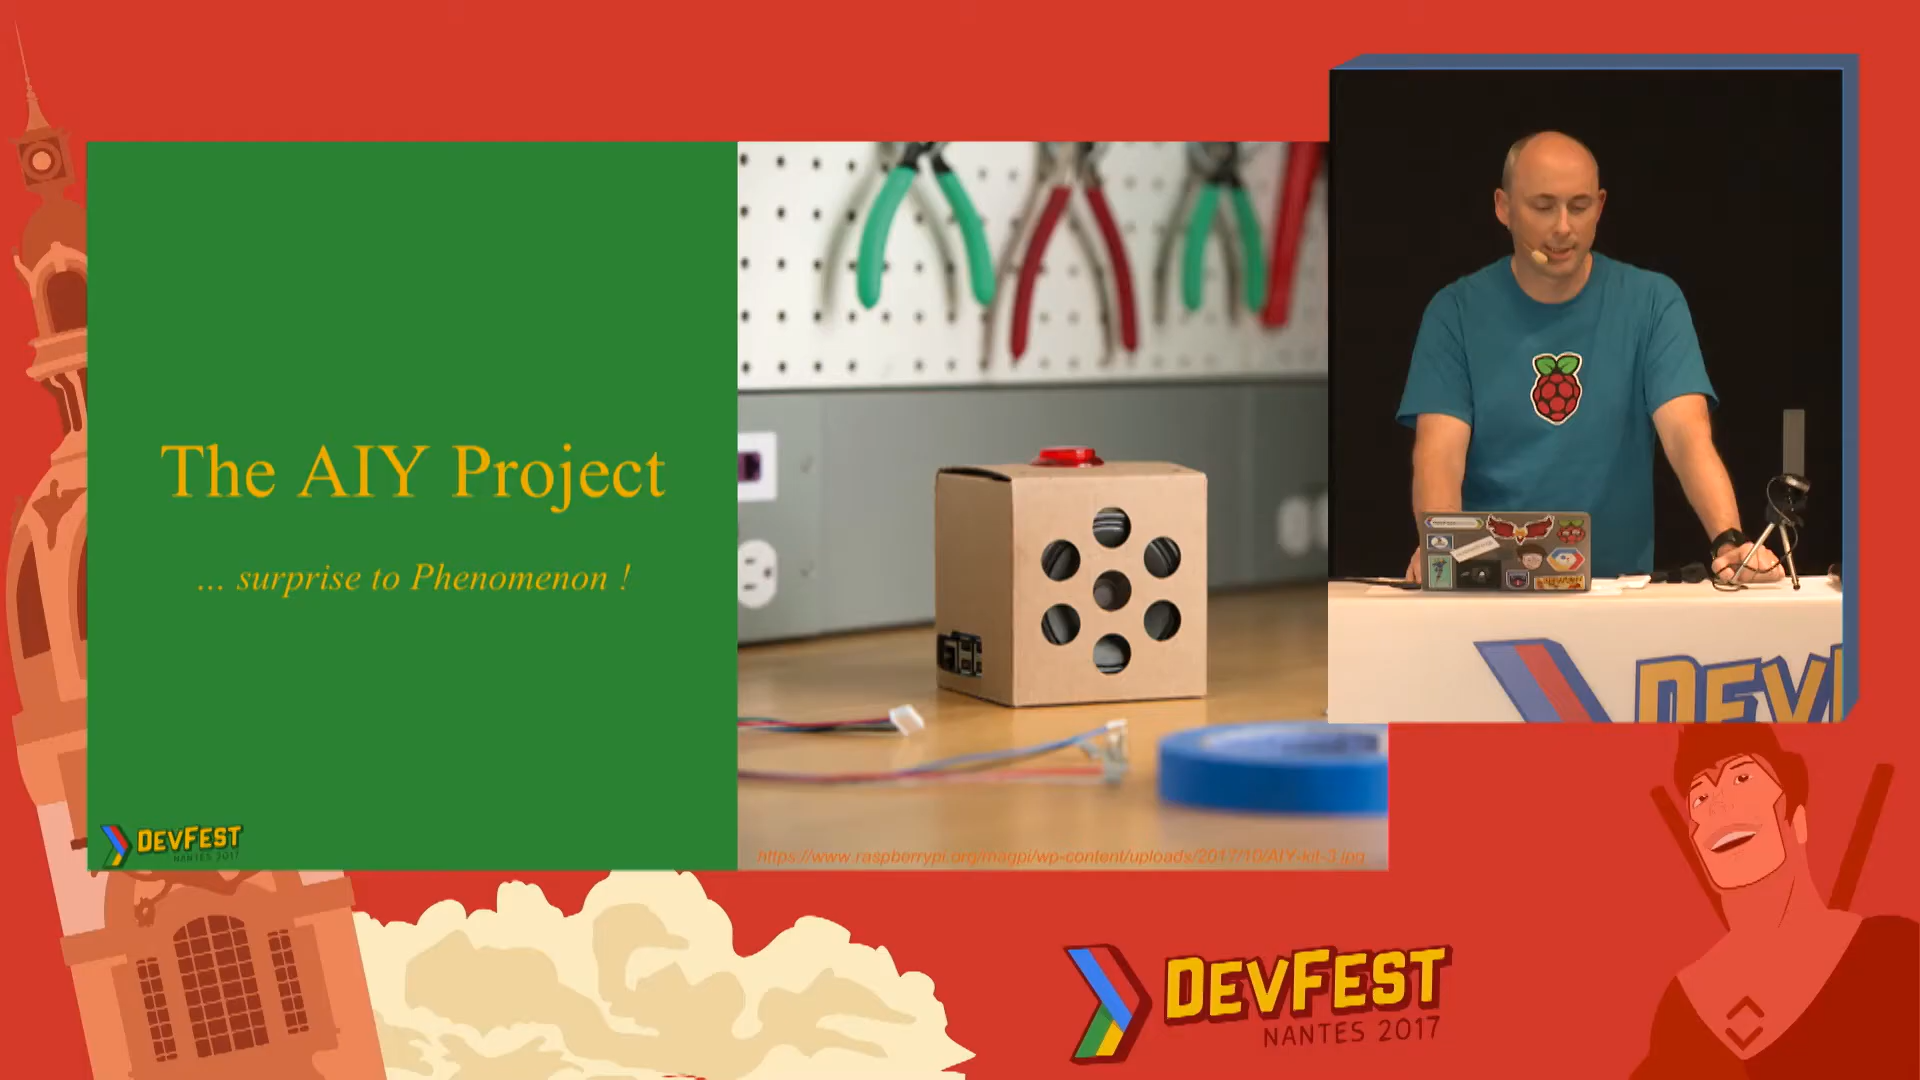 The AIY Project
... surprise to Phenomenon !
DEVFEST
NANTES 2017
https://www.raspberrypi.org/magpi/wp-content/uploads/2017/10/AIY-kit-3.jpg
DEVFEST
NANTES 2017